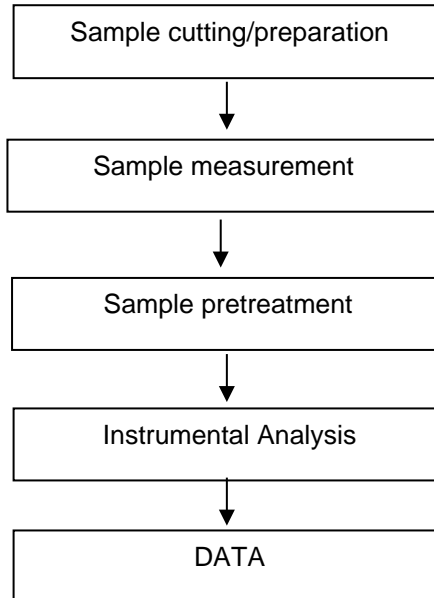 Sample cutting/preparation
Sample measurement
Sample pretreatment
Instrumental Analysis
DATA